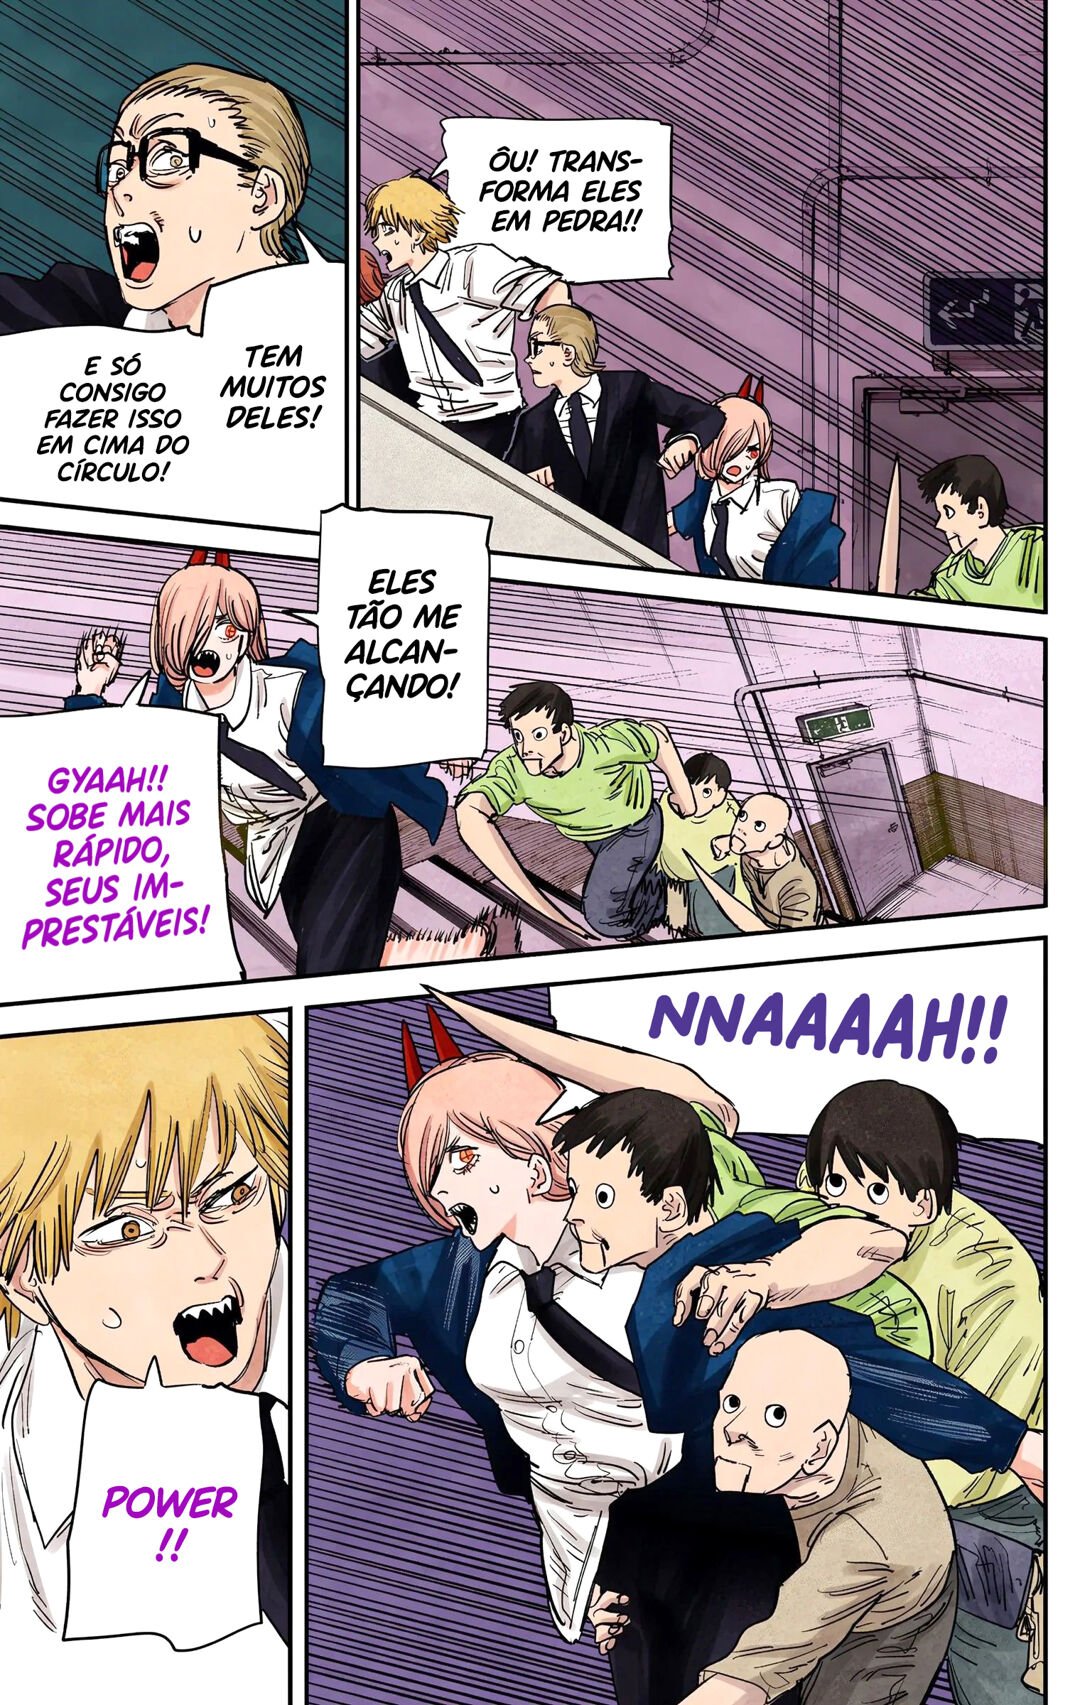 ÔU! TRANS-
FORMA ELES
EM PEDRA!!
TEM
MUITOS
DELES!
E SÓ
CONSIGO
FAZER ISSO
EM CIMA DO
CÍRCULO!
ELES
TÃO ME
ALCAN-
ÇANDO!
GYAAH!!
SOBE MAIS
RÁPIDO,
SEUS IM-
PRESTÁVEIS!
NNAAAAH!!
POWER
!!